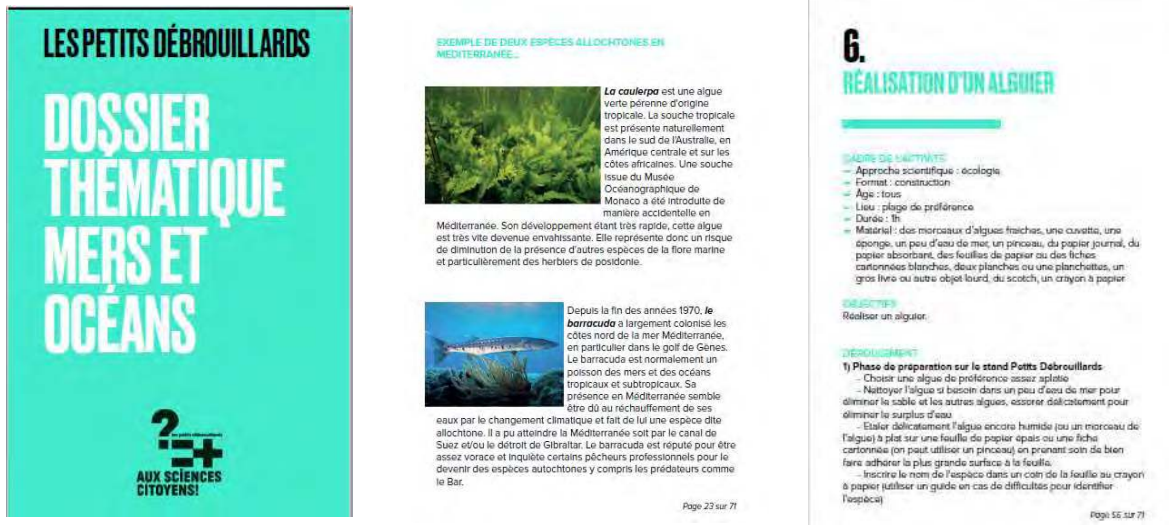 LES PETITS DÉBROUILLARDS
DOSSIER
THÉMATIQUE
MERS ET
OCÉANS
les petits débrouillards
AUX SCIENCES
CITOYENS!
EXEMPLE DE DEUX ESPÈCES ALLOCHTONES EN
MÉDITERRANÉE...
La caulerpa est une algue
verte pérenne d'origine
tropicale. La souche tropicale
est présente naturellement
dans le sud de l'Australie, en
Amérique centrale et sur les
côtes africaines. Une souche
issue du Musée
Océanographique de
Monaco a été introduite de
manière accidentelle en
Méditerranée. Son développement étant très rapide, cette algue
est très vite devenue envahissante. Elle représente donc un risque
de diminution de la présence d'autres espèces de la flore marine
et particulièrement des herbiers de posidonie.
Depuis la fin des années 1970, le
barracuda a largement colonisé les
côtes nord de la mer Méditerranée,
en particulier dans le golf de Gênes.
Le barracuda est normalement un
poisson des mers et des océans
tropicaux et subtropicaux. Sa
présence en Méditerranée semble
être dû au réchauffement de ses
eaux par le changement climatique et fait de lui une espèce dite
allochtone. Il a pu atteindre la Méditerranée soit par le canal de
Suez et/ou le détroit de Gibraltar. Le barracuda est réputé pour être
assez vorace et inquiète certains pêcheurs professionnels pour le
devenir des espèces autochtones y compris les prédateurs comme
le Bar.
Page 23 sur 71
6.
RÉALISATION D'UN ALGUIER
CADRE DE L'ACTIVITÉ
– Approche scientifique : écologie
– Format : construction
– Âge : tous
– Lieu : plage de préférence
– Durée : 1h
– Matériel : des morceaux d'algues fraiches, une cuvette, une
éponge, un peu d'eau de mer, un pinceau, du papier journal, du
papier absorbant, des feuilles de papier ou des fiches
cartonnées blanches, deux planches ou une planchettes, un
gros livre ou autre objet lourd, du scotch, un crayon à papier
OBJECTIFS
Réaliser un alguier.
DÉROULEMENT
1) Phase de préparation sur le stand Petits Débrouillards
– Choisir une algue de préférence assez aplatie
– Nettoyer l'algue si besoin dans un peu d'eau de mer pour
éliminer le sable et les autres algues, essorer délicatement pour
éliminer le surplus d'eau
– Etaler délicatement l'algue encore humide (ou un morceau de
l'algue) à plat sur une feuille de papier épais ou une fiche
cartonnée (on peut utiliser un pinceau) en prenant soin de bien
faire adhérer la plus grande surface à la feuille.
– Inscrire le nom de l'espèce dans un coin de la feuille au crayon
à papier (utiliser un guide en cas de difficultés pour identifier
l'espèce)
Page 56 sur 71